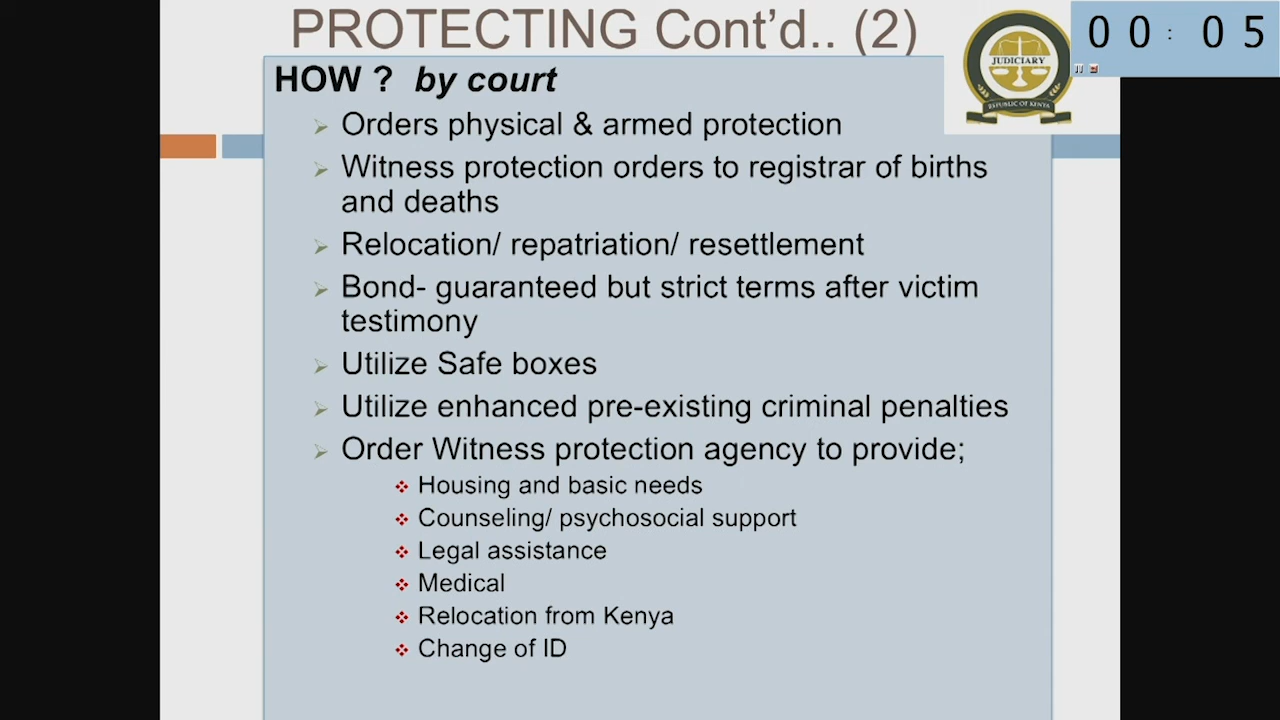 PROTECTING Cont’d.. (2)
00: 05
JUDICIARY
REPUBLIC OF KENYA
HOW ? by court
Orders physical & armed protection
Witness protection orders to registrar of births
and deaths
Relocation/ repatriation/ resettlement
Bond- guaranteed but strict terms after victim
testimony
Utilize Safe boxes
Utilize enhanced pre-existing criminal penalties
Order Witness protection agency to provide;
Housing and basic needs
Counseling/ psychosocial support
Legal assistance
Medical
Relocation from Kenya
Change of ID